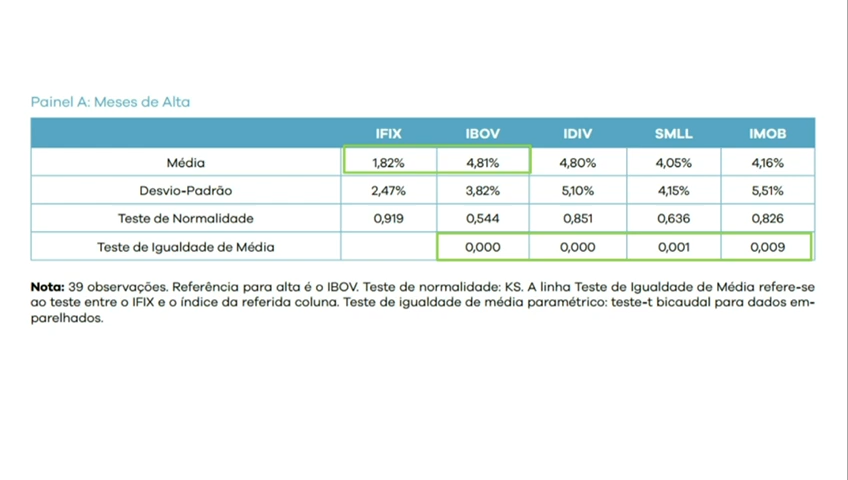 Painel A: Meses de Alta
IFIX IBOV IDIV SMLL IMOB
Média 1,82% 4,81% 4,80% 4,05% 4,16%
Desvio-Padrão 2,47% 3,82% 5,10% 4,15% 5,51%
Teste de Normalidade 0,919 0,544 0,851 0,636 0,826
Teste de Igualdade de Média 0,000 0,000 0,001 0,009
Nota: 39 observações. Referência para alta é o IBOV. Teste de normalidade: KS. A linha Teste de Igualdade de Média refere-se
ao teste entre o IFIX e o índice da referida coluna. Teste de igualdade de média paramétrico: teste-t bicaudal para dados em-
parelhados.